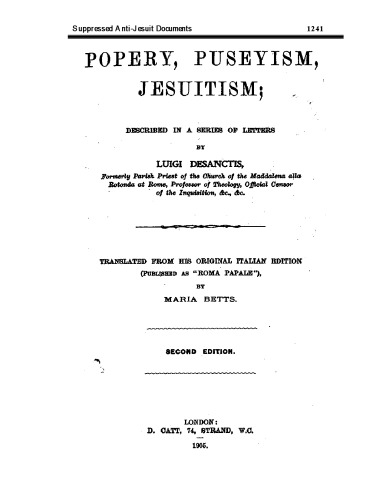 Suppressed Anti-Jesuit Documents 1241
POPERY, PUSEYISM,
JESUITISM;
DESCRIBED IN A SERIES OF LETTERS
BY
LUIGI DESANCTIS,
Formerly Parish Priest of the Church of the Maddalena alla
Rotonda at Rome, Professor of Theology, Official Censor
of the Inquisition, &c., &c.
TRANSLATED FROM HIS ORIGINAL ITALIAN EDITION
(PUBLISHED AS "ROMA PAPALE"),
BY
MARIA BETTS.
SECOND EDITION.
LONDON:
D. CATT, 74, STRAND, W.C.
1905.